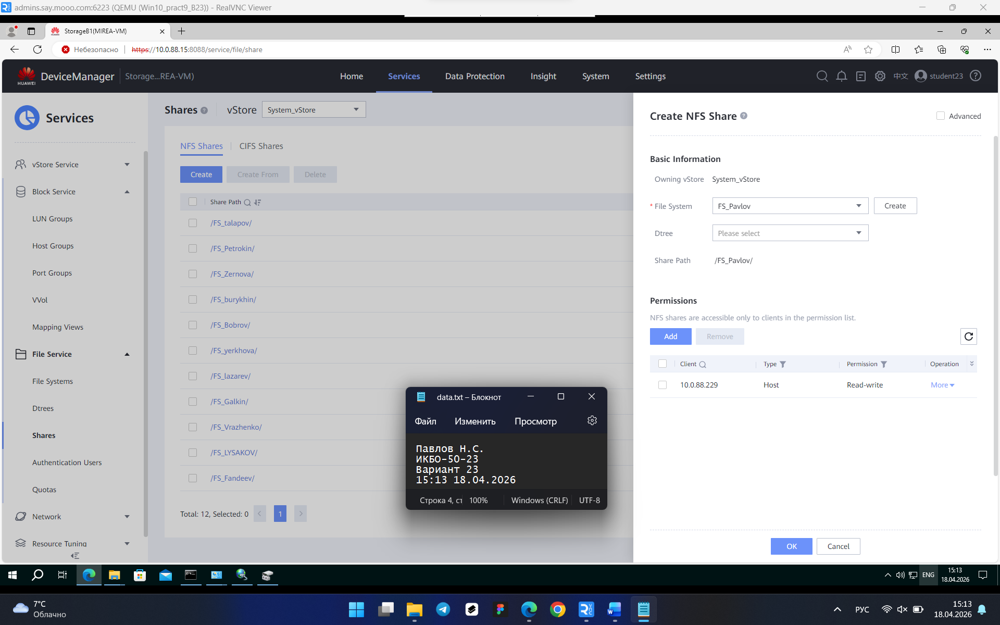 admins.say.mooo.com:6223 (QEMU (Win10_pract9_B23)) - RealVNC Viewer
StorageB1(MIREA-VM)
Небезопасно https://10.0.88.15:8088/service/file/share
HUAWEI DeviceManager Storage...REA-VM)
Home Services Data Protection Insight System Settings
中文 student23
Services
vStore Service
Block Service
LUN Groups
Host Groups
Port Groups
VVol
Mapping Views
File Service
File Systems
Dtrees
Shares
Authentication Users
Quotas
Network
Resource Tuning
Shares vStore System_vStore
NFS Shares CIFS Shares
Create Create From Delete
Share Path
/FS_talapov/
/FS_Petrokin/
/FS_Zernova/
/FS_burykhin/
/FS_Bobrov/
/FS_yerkhova/
/FS_lazarev/
/FS_Galkin/
/FS_Vrazhenko/
/FS_LYSAKOV/
/FS_Fandeev/
Total: 12, Selected: 0 1
Create NFS Share Advanced
Basic Information
Owning vStore System_vStore
* File System FS_Pavlov Create
Dtree Please select
Share Path /FS_Pavlov/
Permissions
NFS shares are accessible only to clients in the permission list.
Add Remove
Client Type Permission Operation
10.0.88.229 Host Read-write More
OK Cancel
data.txt – Блокнот
Файл Изменить Просмотр
Павлов Н.С.
ИКБО-50-23
Вариант 23
15:13 18.04.2026
Строка 4, ст 100% Windows (CRLF) UTF-8
ENG 15:13
18.04.2026
7°C
Облачно
РУС 15:13
18.04.2026